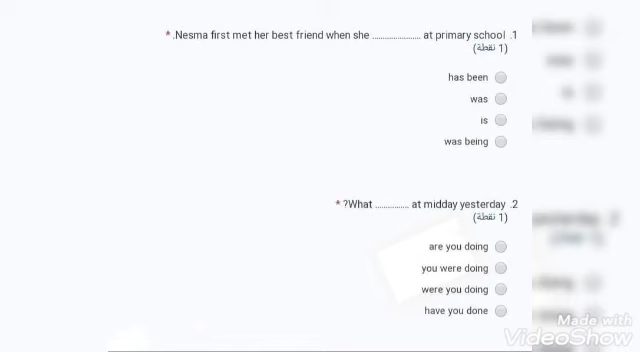 1. Nesma first met her best friend when she ...................... at primary school. *
(1 نقطة)
has been
was
is
was being
2. What ................ at midday yesterday? *
(1 نقطة)
are you doing
you were doing
were you doing
have you done
Made with
VideoShow